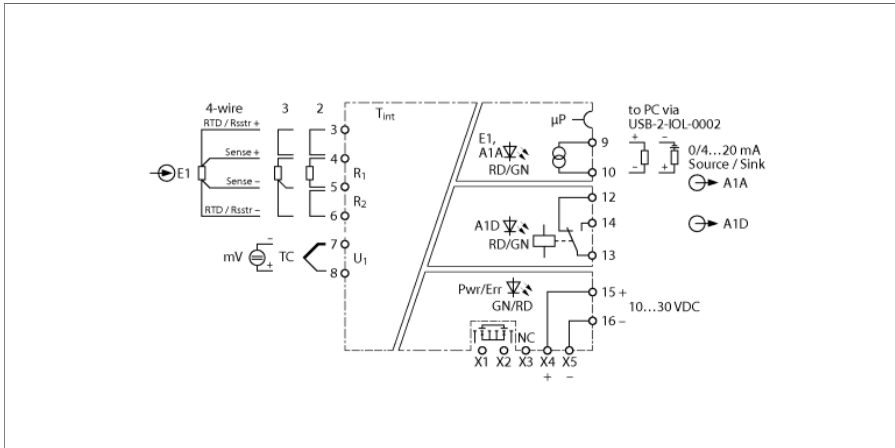 4-wire 3 2
RTD / Rsstr +
Sense +
Sense –
RTD / Rsstr –
E1
3
4
5
6
R1
R2
Tint
mV
–
+
TC
7
8
U1
µP
to PC via
USB-2-IOL-0002
E1,
A1A
RD/GN
9
10
+ –
– +
0/4...20 mA
Source / Sink
A1A
A1D
RD/GN
12
14
13
A1D
Pwr/Err
GN/RD
15 +
16 –
10...30 VDC
NC
X1 X2 X3 X4 X5
+ –